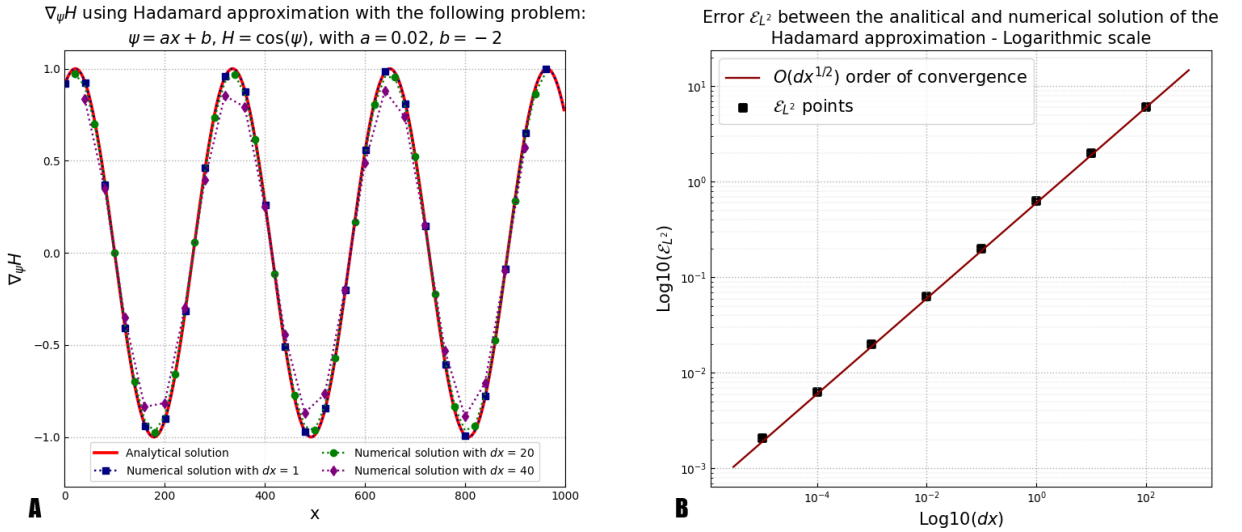 ∇ψH using Hadamard approximation with the following problem:
ψ = ax + b, H = cos(ψ), with a = 0.02, b = −2
1.0
0.5
0.0
−0.5
−1.0
∇ψH
Analytical solution
Numerical solution with dx = 1
Numerical solution with dx = 20
Numerical solution with dx = 40
0
200
400
600
800
1000
x
A
Error ℰL² between the analitical and numerical solution of the
Hadamard approximation - Logarithmic scale
O(dx^1/2) order of convergence
ℰL² points
10^1
10^0
10^−1
10^−2
10^−3
Log10(ℰL²)
10^−4
10^−2
10^0
10^2
Log10(dx)
B